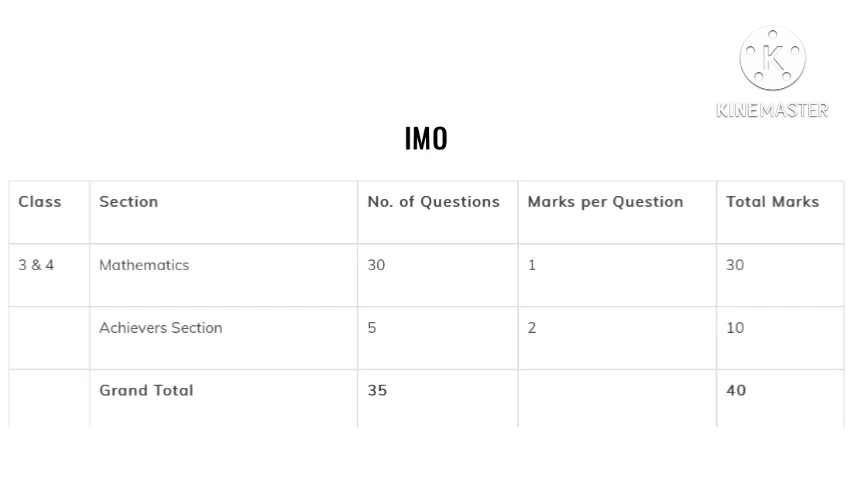 K
KINEMASTER
IMO
Class Section No. of Questions Marks per Question Total Marks
3 & 4 Mathematics 30 1 30
Achievers Section 5 2 10
Grand Total 35 40